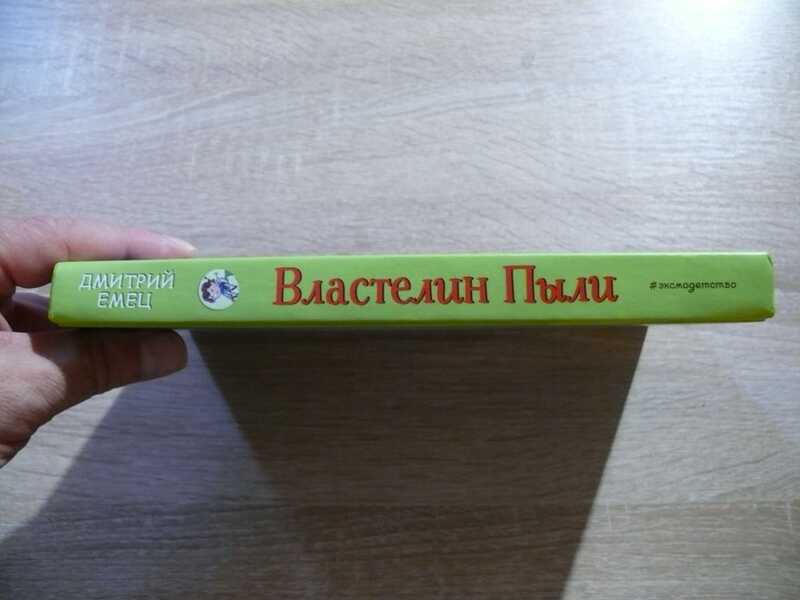 ДМИТРИЙ
ЕМЕЦ
Властелин Пыли
#эксмодетство